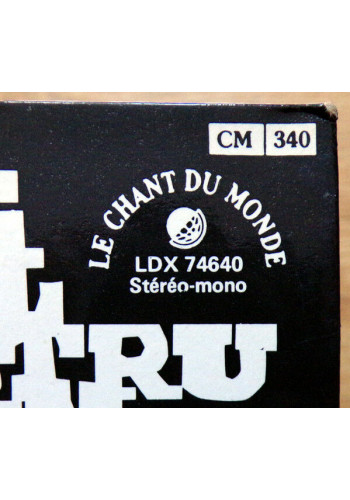 CM 340
LE CHANT DU MONDE
LDX 74640
Stéréo-mono
TRU